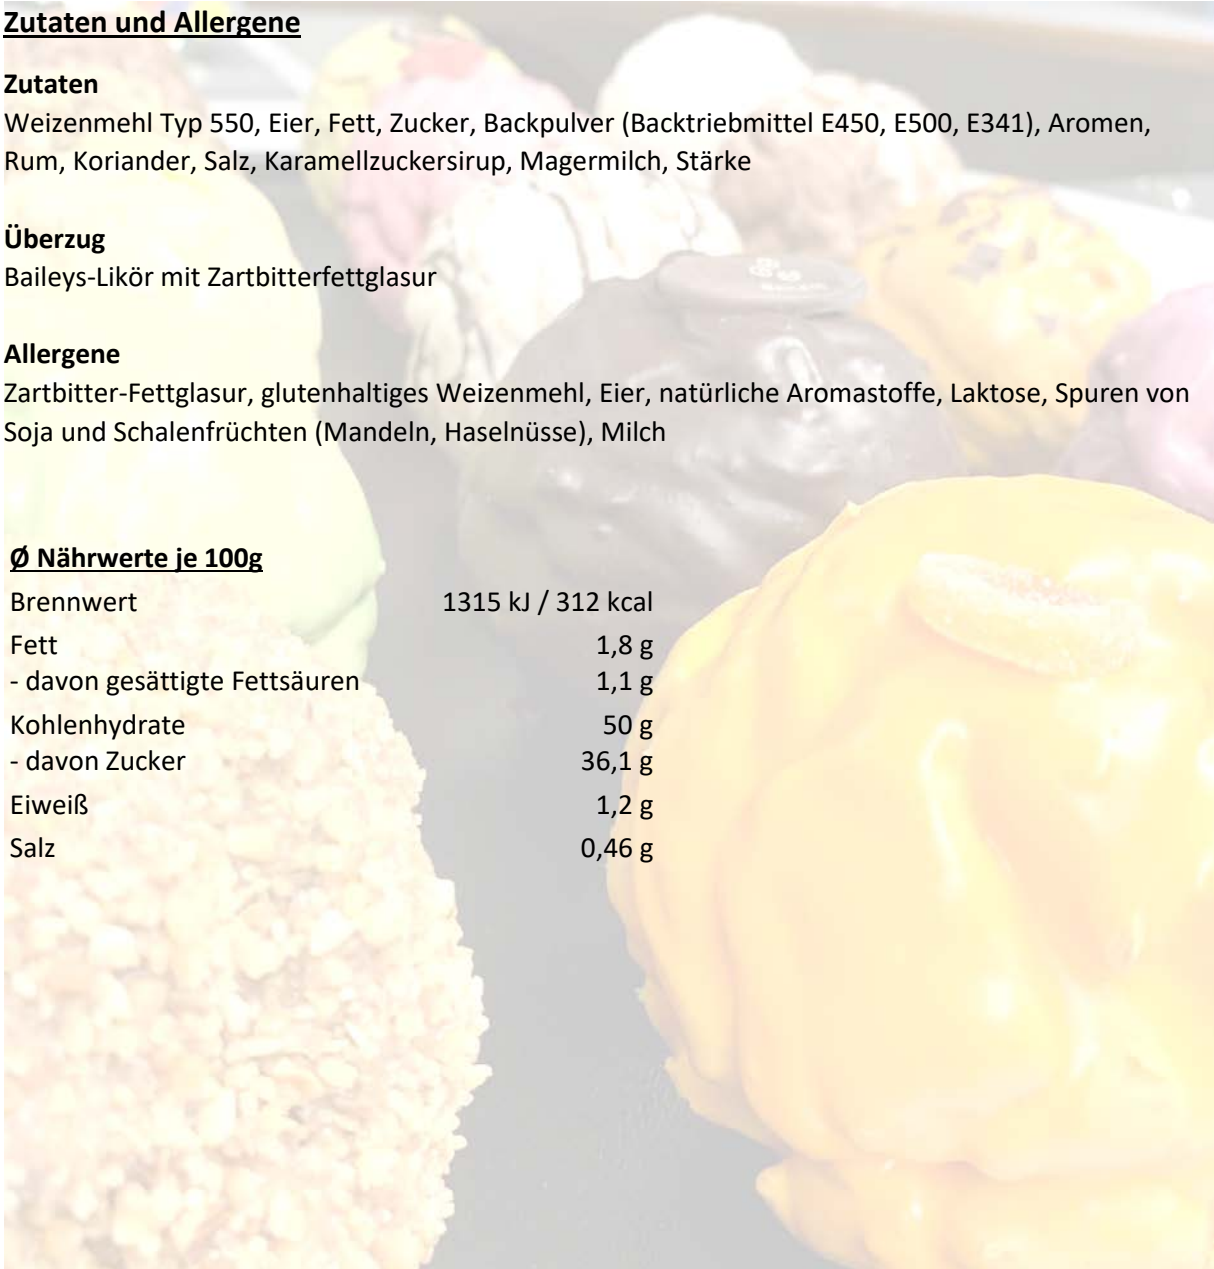 Zutaten und Allergene
Zutaten
Weizenmehl Typ 550, Eier, Fett, Zucker, Backpulver (Backtriebmittel E450, E500, E341), Aromen,
Rum, Koriander, Salz, Karamellzuckersirup, Magermilch, Stärke
Überzug
Baileys-Likör mit Zartbitterfettglasur
Allergene
Zartbitter-Fettglasur, glutenhaltiges Weizenmehl, Eier, natürliche Aromastoffe, Laktose, Spuren von
Soja und Schalenfrüchten (Mandeln, Haselnüsse), Milch
Ø Nährwerte je 100g
Brennwert 1315 kJ / 312 kcal
Fett 1,8 g
- davon gesättigte Fettsäuren 1,1 g
Kohlenhydrate 50 g
- davon Zucker 36,1 g
Eiweiß 1,2 g
Salz 0,46 g